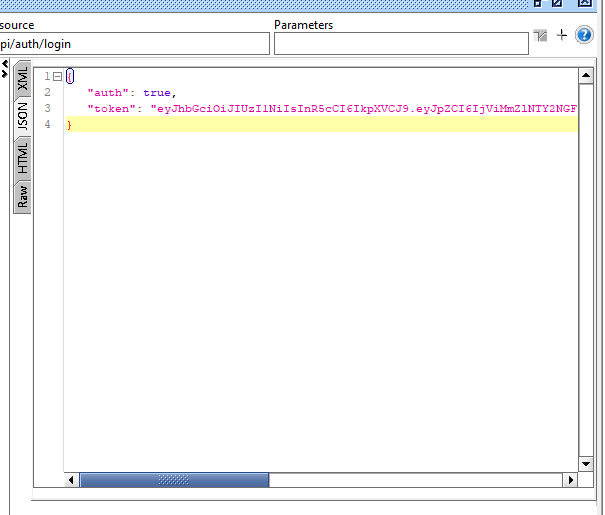 source
Parameters
pi/auth/login
XML
JSON
HTML
Raw
1 {
2 "auth": true,
3 "token": "eyJhbGciOiJIUzI1NiIsInR5cCI6IkpXVCJ9.eyJpZCI6IjViMmZlNTY2NGF
4 }